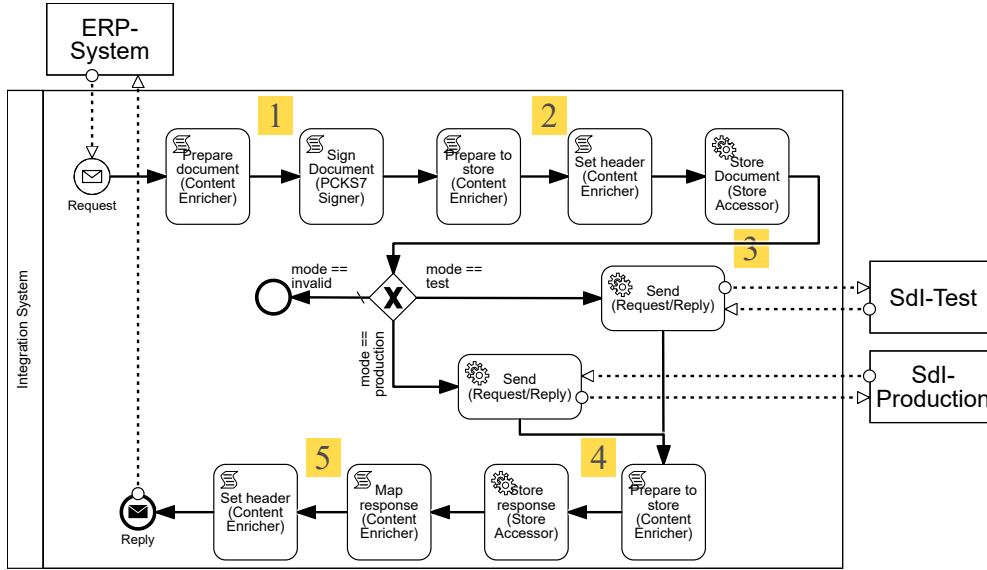 ERP-
System
1
2
Prepare
document
(Content
Enricher)
Sign
Document
(PCKS7
Signer)
Prepare to
store
(Content
Enricher)
Set header
(Content
Enricher)
Store
Document
(Store
Accessor)
Request
3
mode ==
invalid
mode ==
test
Send
(Request/Reply)
SdI-Test
mode ==
production
Send
(Request/Reply)
SdI-
Production
Integration System
5
4
Set header
(Content
Enricher)
Map
response
(Content
Enricher)
Store
response
(Store
Accessor)
Prepare to
store
(Content
Enricher)
Reply